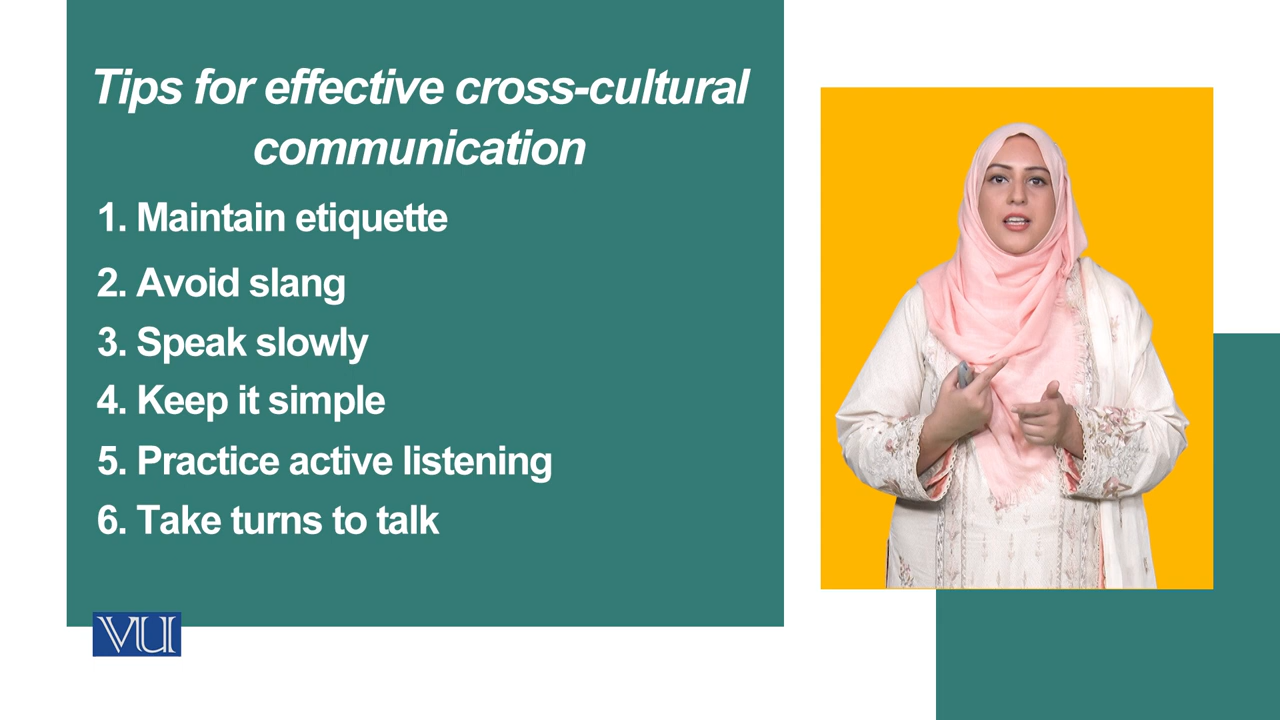 Tips for effective cross-cultural
communication
1. Maintain etiquette
2. Avoid slang
3. Speak slowly
4. Keep it simple
5. Practice active listening
6. Take turns to talk
VU